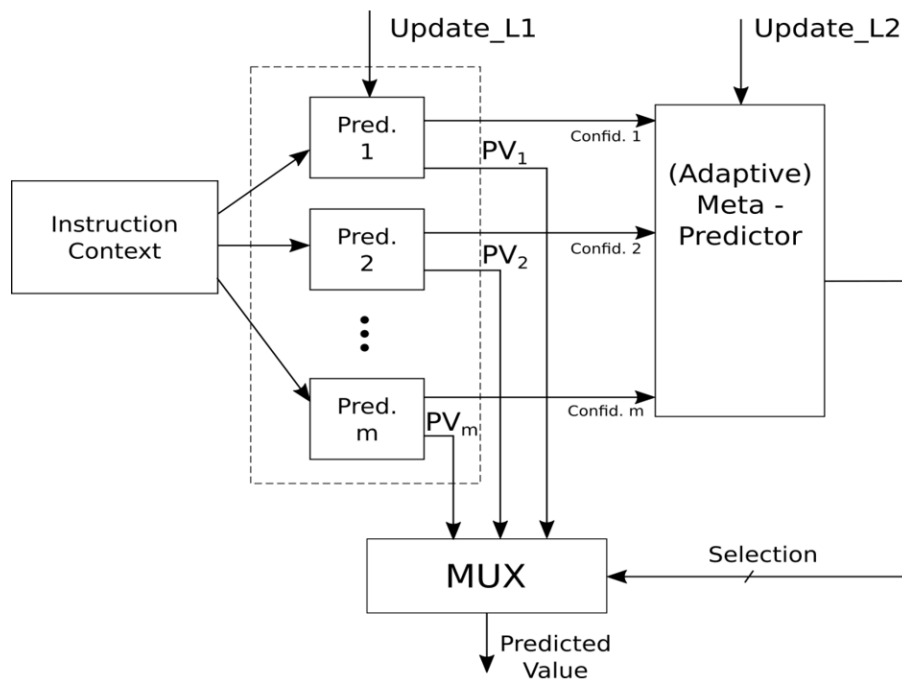 Update_L1
Update_L2
Pred.
1
Confid. 1
PV₁
(Adaptive)
Meta -
Predictor
Instruction
Context
Pred.
2
Confid. 2
PV₂
Pred.
m
Confid. m
PVₘ
MUX
Selection
Predicted
Value